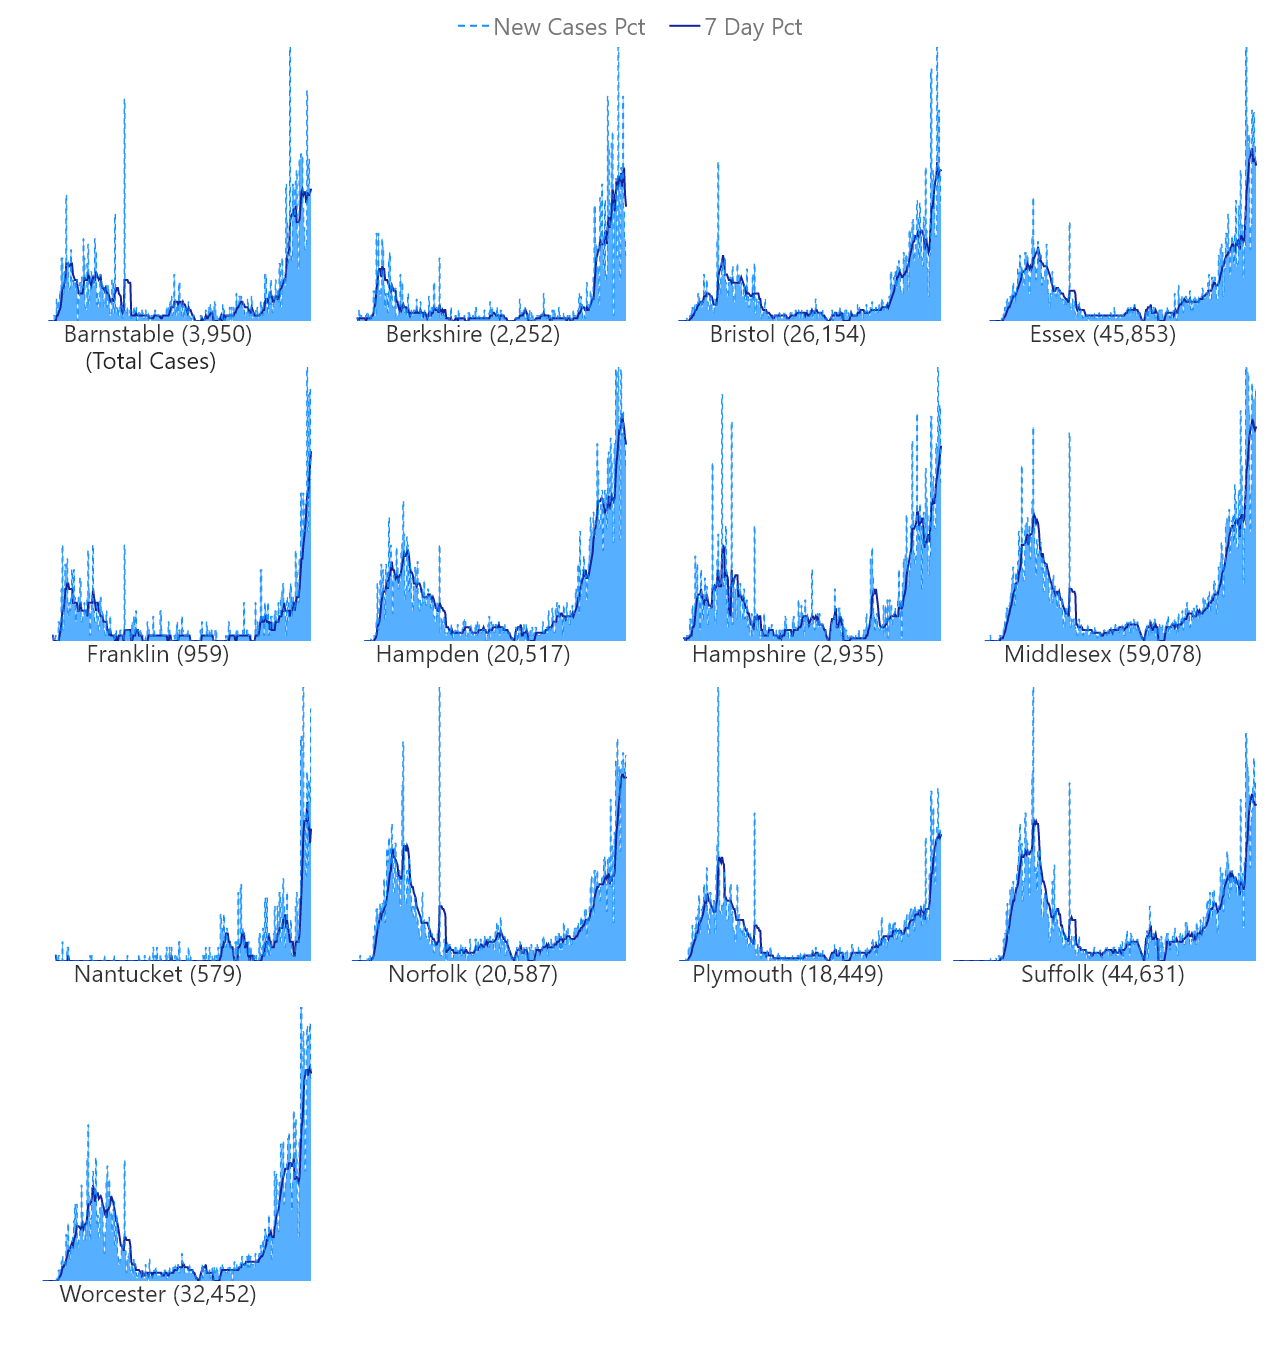 New Cases Pct 7 Day Pct
Barnstable (3,950)
(Total Cases)
Berkshire (2,252)
Bristol (26,154)
Essex (45,853)
Franklin (959)
Hampden (20,517)
Hampshire (2,935)
Middlesex (59,078)
Nantucket (579)
Norfolk (20,587)
Plymouth (18,449)
Suffolk (44,631)
Worcester (32,452)